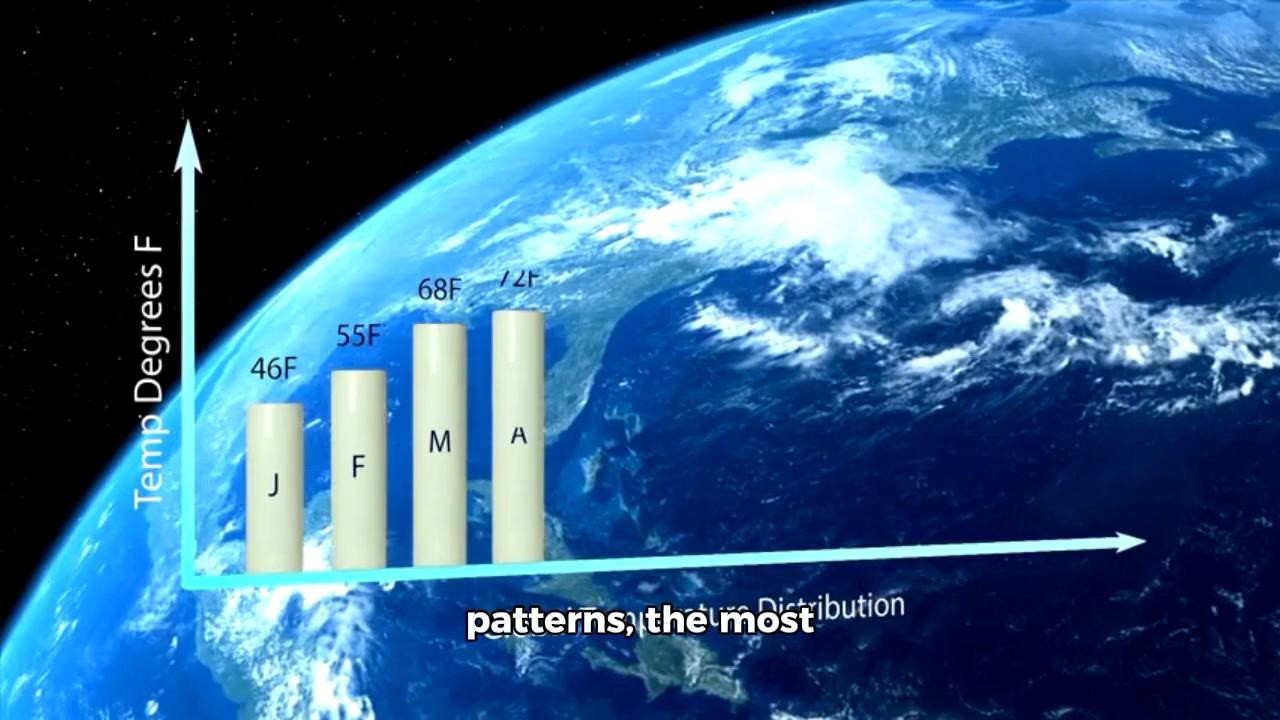 Temp Degrees F
46F
55F
68F
72F
J
F
M
A
patterns, the most
Distribution